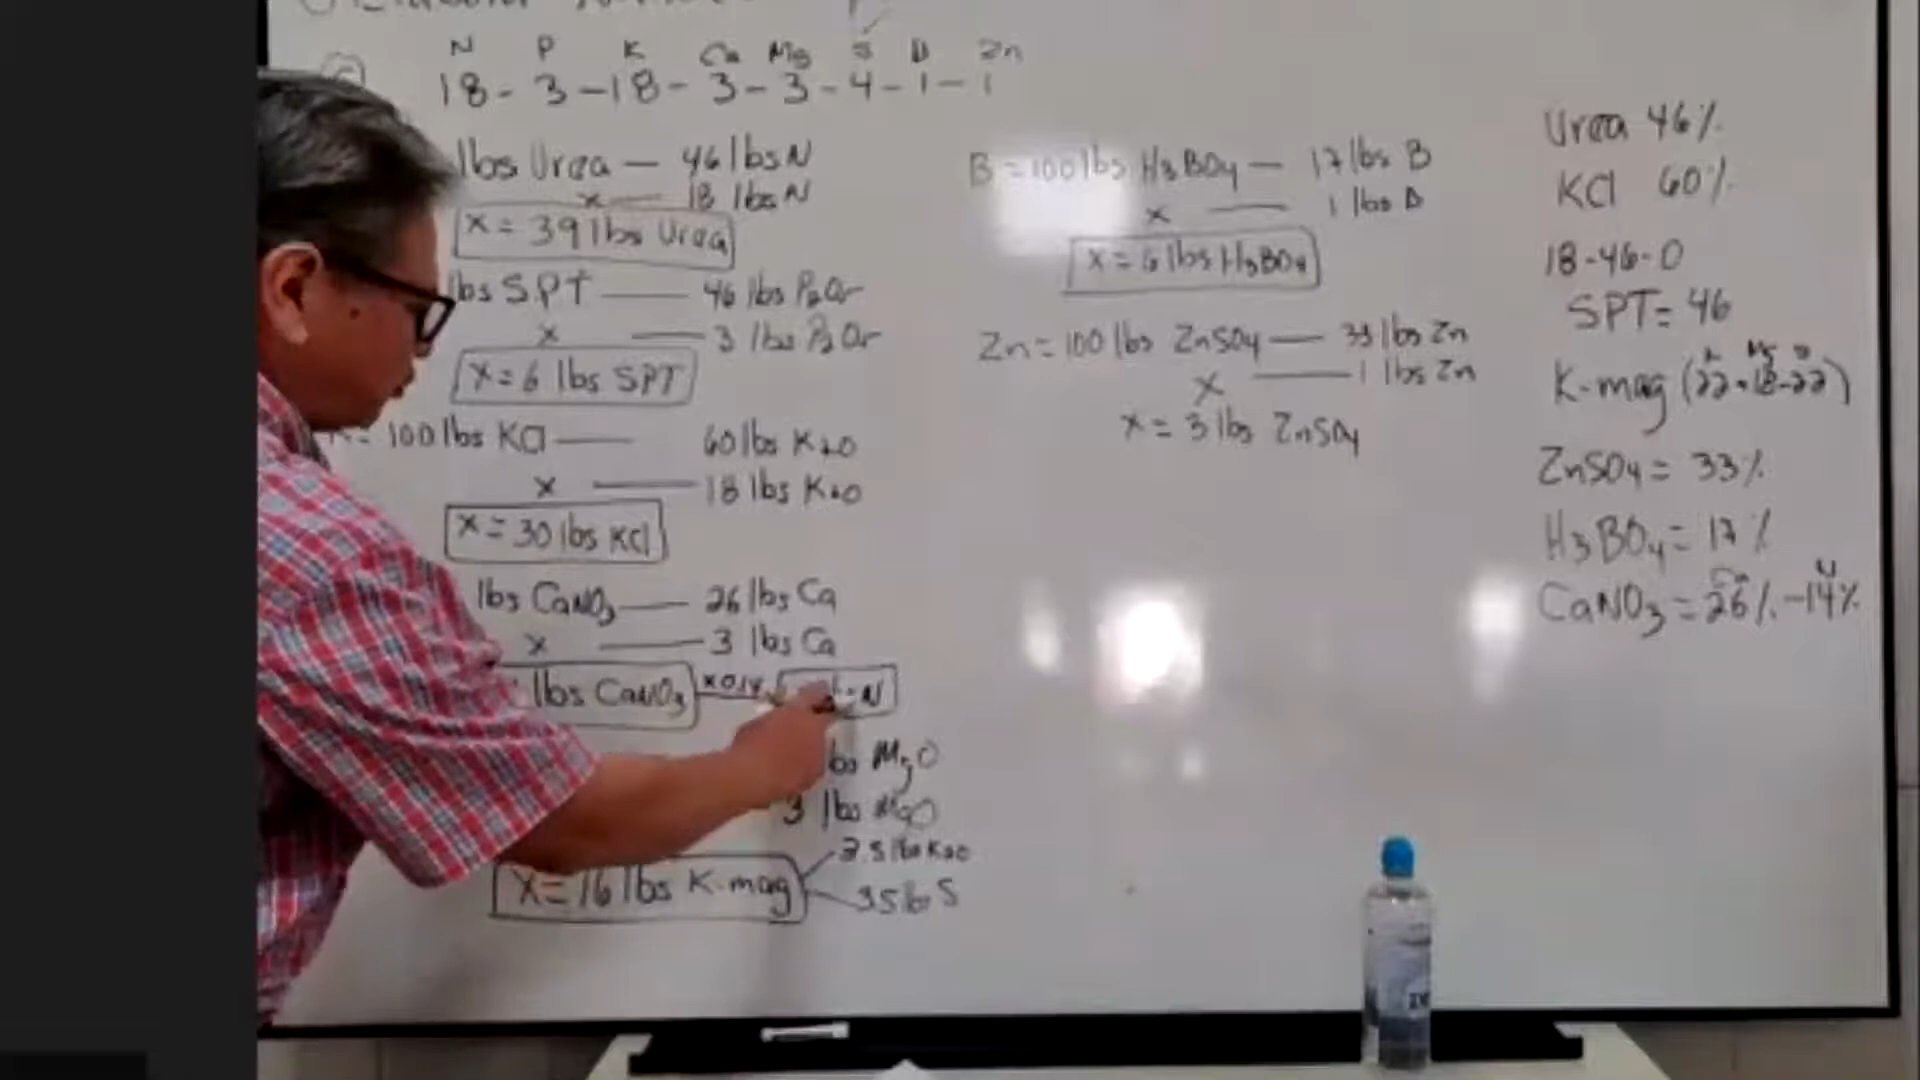 N P K Ca Mg S B Zn
18 - 3 - 18 - 3 - 3 - 4 - 1 - 1
lbs Urea — 46 lbs N
x — 18 lbs N
x = 39 lbs Urea
lbs SPT — 46 lbs P2O5
x — 3 lbs P2O5
x = 6 lbs SPT
100 lbs KCl — 60 lbs K2O
x — 18 lbs K2O
x = 30 lbs KCl
lbs CaNO3 — 26 lbs Ca
x — 3 lbs Ca
lbs CaNO3 x 0.14 N
lbs MgO
3 lbs MgO
x = 16 lbs K-mag
3.5 lbs K2O
3.5 lbs S
B = 100 lbs H3BO4 — 17 lbs B
x — 1 lbs B
x = 6 lbs H3BO4
Zn = 100 lbs ZnSO4 — 33 lbs Zn
x — 1 lbs Zn
x = 3 lbs ZnSO4
Urea 46%
KCl 60%
18-46-0
SPT = 46
K Mg S
K-mag (22-18-22)
ZnSO4 = 33%
H3BO4 = 17%
Ca N
CaNO3 = 26% - 14%